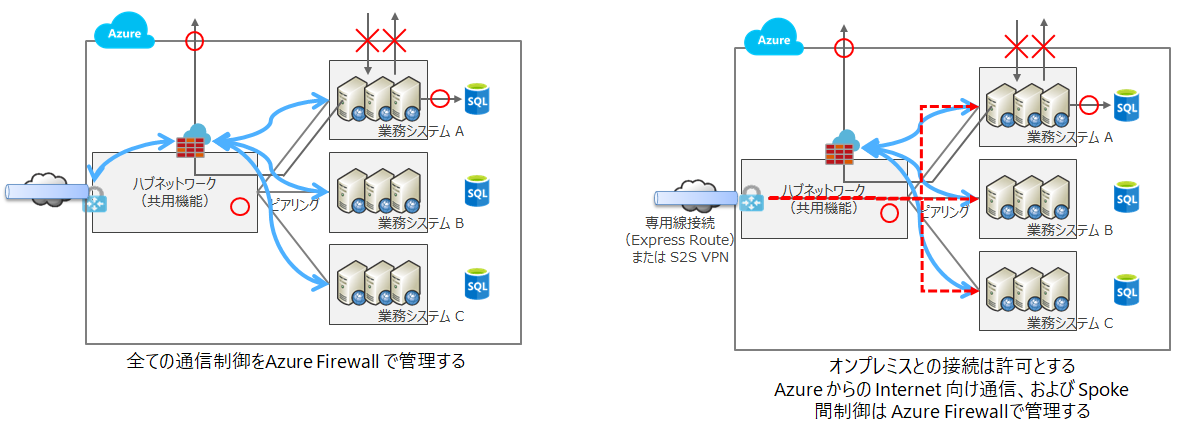 Azure
SQL
業務システム A
ハブネットワーク
（共用機能）
ピアリング
SQL
業務システム B
SQL
業務システム C
全ての通信制御をAzure Firewall で管理する
Azure
SQL
業務システム A
ハブネットワーク
（共用機能）
ピアリング
SQL
業務システム B
専用線接続
（Express Route）
または S2S VPN
SQL
業務システム C
オンプレミスとの接続は許可とする
Azure からの Internet 向け通信、および Spoke
間制御は Azure Firewallで管理する